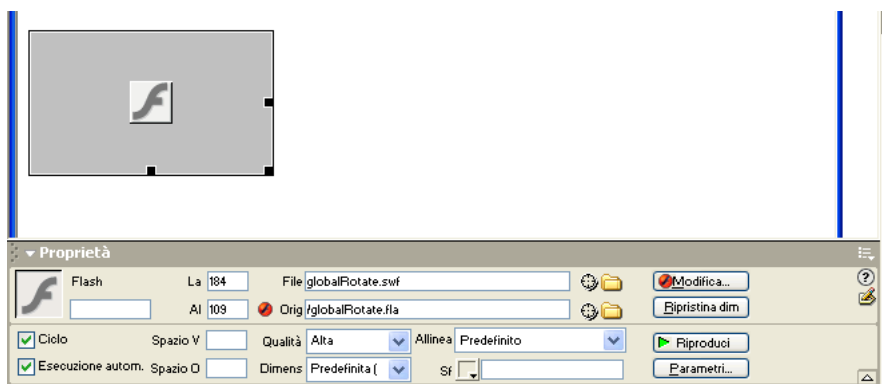 Proprietà
Flash La 184 File globalRotate.swf Modifica...
Al 109 Orig /globalRotate.fla Ripristina dim
Ciclo Spazio V Qualità Alta Allinea Predefinito Riproduci
Esecuzione autom. Spazio O Dimens Predefinita ( Sf Parametri...